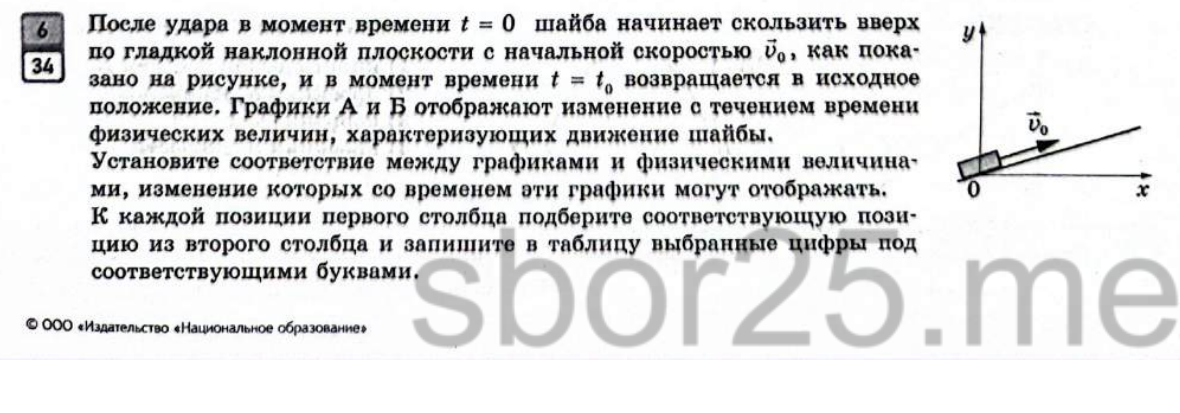 6
34
После удара в момент времени t = 0 шайба начинает скользить вверх
по гладкой наклонной плоскости с начальной скоростью v⃗₀, как пока-
зано на рисунке, и в момент времени t = t₀ возвращается в исходное
положение. Графики А и Б отображают изменение с течением времени
физических величин, характеризующих движение шайбы.
Установите соответствие между графиками и физическими величина-
ми, изменение которых со временем эти графики могут отображать.
К каждой позиции первого столбца подберите соответствующую пози-
цию из второго столбца и запишите в таблицу выбранные цифры под
соответствующими буквами.
y
v⃗₀
0
x
© ООО «Издательство «Национальное образование»
sbor25.me